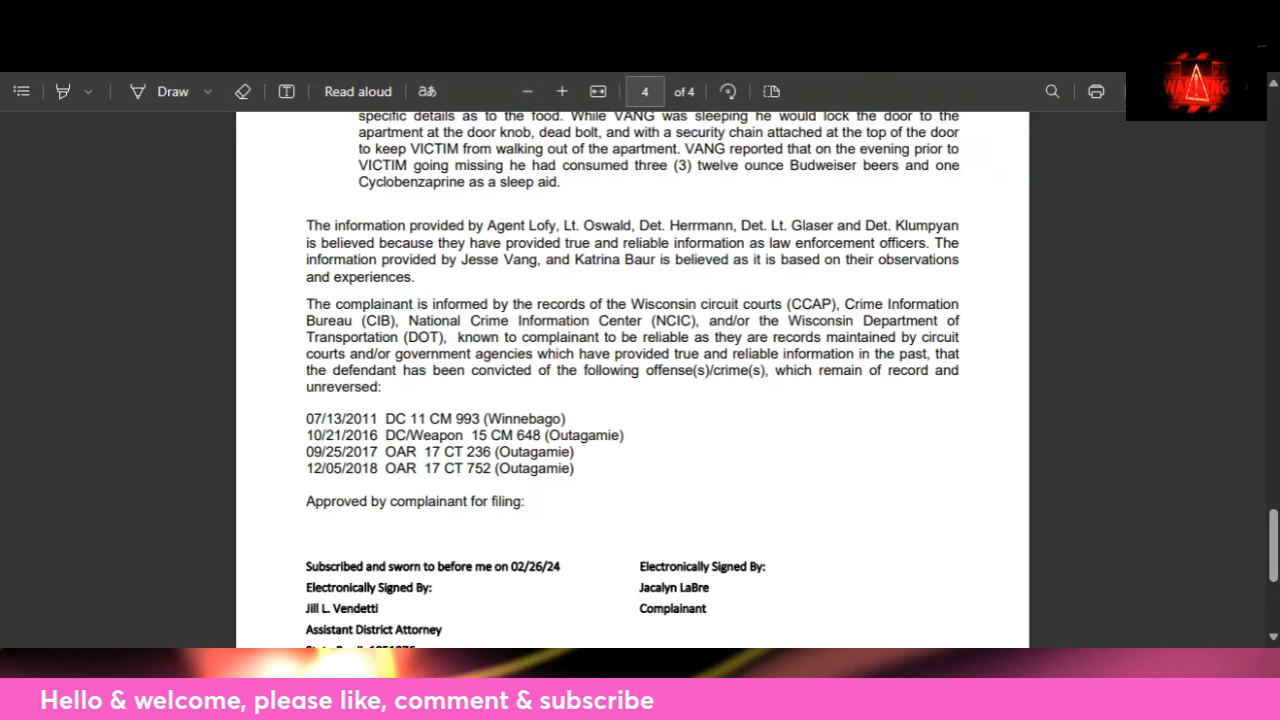 Draw
Read aloud
aあ
4
of 4
WARNING
specific details as to the food. While VANG was sleeping he would lock the door to the
apartment at the door knob, dead bolt, and with a security chain attached at the top of the door
to keep VICTIM from walking out of the apartment. VANG reported that on the evening prior to
VICTIM going missing he had consumed three (3) twelve ounce Budweiser beers and one
Cyclobenzaprine as a sleep aid.
The information provided by Agent Lofy, Lt. Oswald, Det. Herrmann, Det. Lt. Glaser and Det. Klumpyan
is believed because they have provided true and reliable information as law enforcement officers. The
information provided by Jesse Vang, and Katrina Baur is believed as it is based on their observations
and experiences.
The complainant is informed by the records of the Wisconsin circuit courts (CCAP), Crime Information
Bureau (CIB), National Crime Information Center (NCIC), and/or the Wisconsin Department of
Transportation (DOT), known to complainant to be reliable as they are records maintained by circuit
courts and/or government agencies which have provided true and reliable information in the past, that
the defendant has been convicted of the following offense(s)/crime(s), which remain of record and
unreversed:
07/13/2011 DC 11 CM 993 (Winnebago)
10/21/2016 DC/Weapon 15 CM 648 (Outagamie)
09/25/2017 OAR 17 CT 236 (Outagamie)
12/05/2018 OAR 17 CT 752 (Outagamie)
Approved by complainant for filing:
Subscribed and sworn to before me on 02/26/24
Electronically Signed By:
Jill L. Vendetti
Assistant District Attorney
Electronically Signed By:
Jacalyn LaBre
Complainant
Hello & welcome, please like, comment & subscribe